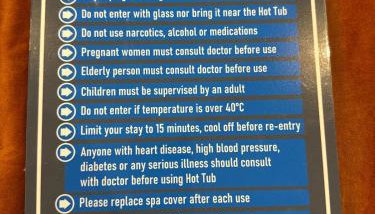 Do not enter with glass nor bring it near the Hot Tub
Do not use narcotics, alcohol or medications
Pregnant women must consult doctor before use
Elderly person must consult doctor before use
Children must be supervised by an adult
Do not enter if temperature is over 40°C
Limit your stay to 15 minutes, cool off before re-entry
Anyone with heart disease, high blood pressure,
diabetes or any serious illness should consult
with doctor before using Hot Tub
Please replace spa cover after each use